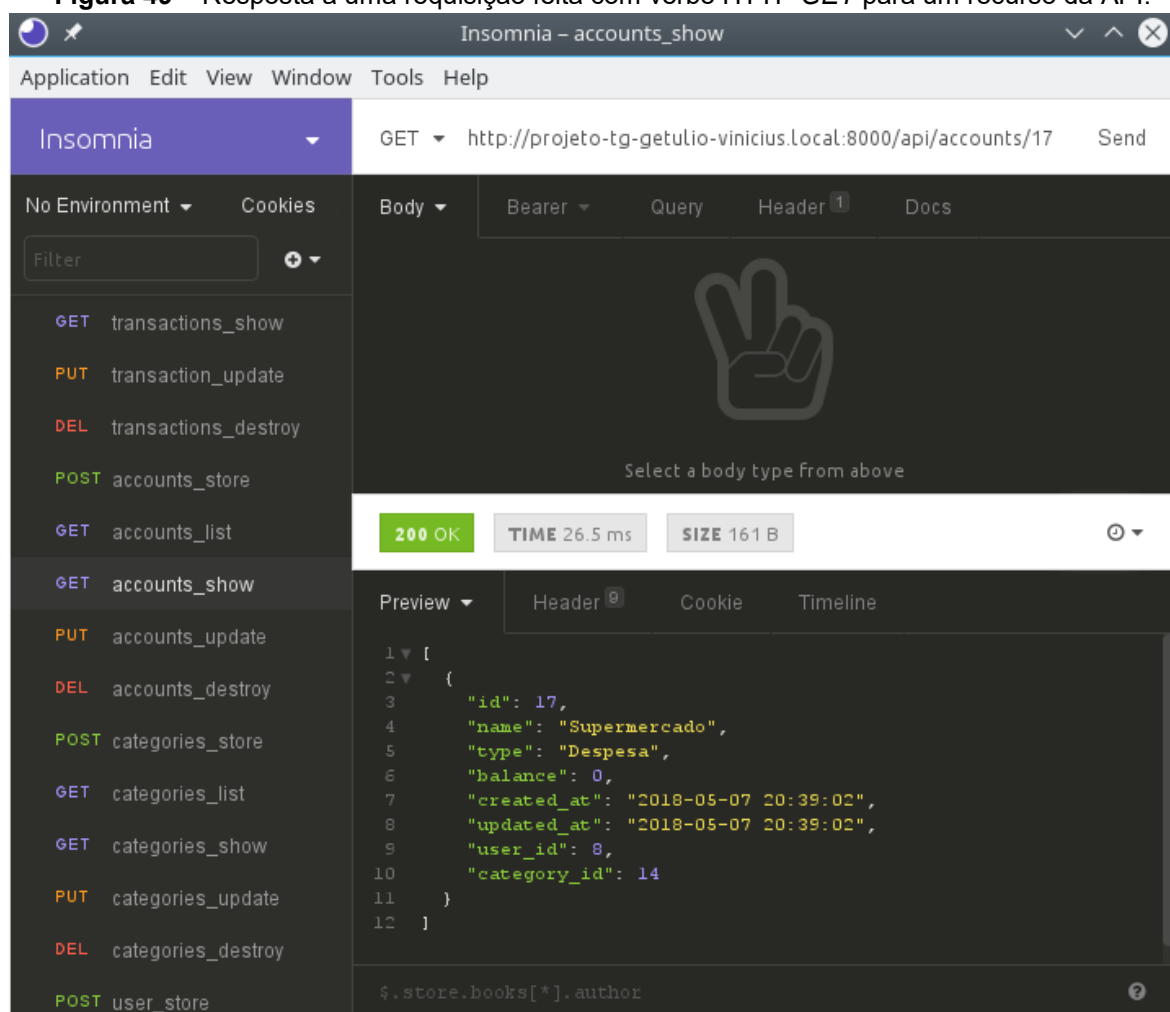 Resposta a uma requisição feita com verbo HTTP GET para um recurso da API.
Insomnia – accounts_show
Application Edit View Window Tools Help
Insomnia
GET http://projeto-tg-getulio-vinicius.local:8000/api/accounts/17 Send
No Environment Cookies
Body Bearer Query Header 1 Docs
Filter
GET transactions_show
PUT transaction_update
DEL transactions_destroy
POST accounts_store
GET accounts_list
GET accounts_show
PUT accounts_update
DEL accounts_destroy
POST categories_store
GET categories_list
GET categories_show
PUT categories_update
DEL categories_destroy
POST user_store
Select a body type from above
200 OK TIME 26.5 ms SIZE 161 B
Preview Header 9 Cookie Timeline
1 [
2 {
3 "id": 17,
4 "name": "Supermercado",
5 "type": "Despesa",
6 "balance": 0,
7 "created_at": "2018-05-07 20:39:02",
8 "updated_at": "2018-05-07 20:39:02",
9 "user_id": 8,
10 "category_id": 14
11 }
12 ]
$.store.books[*].author